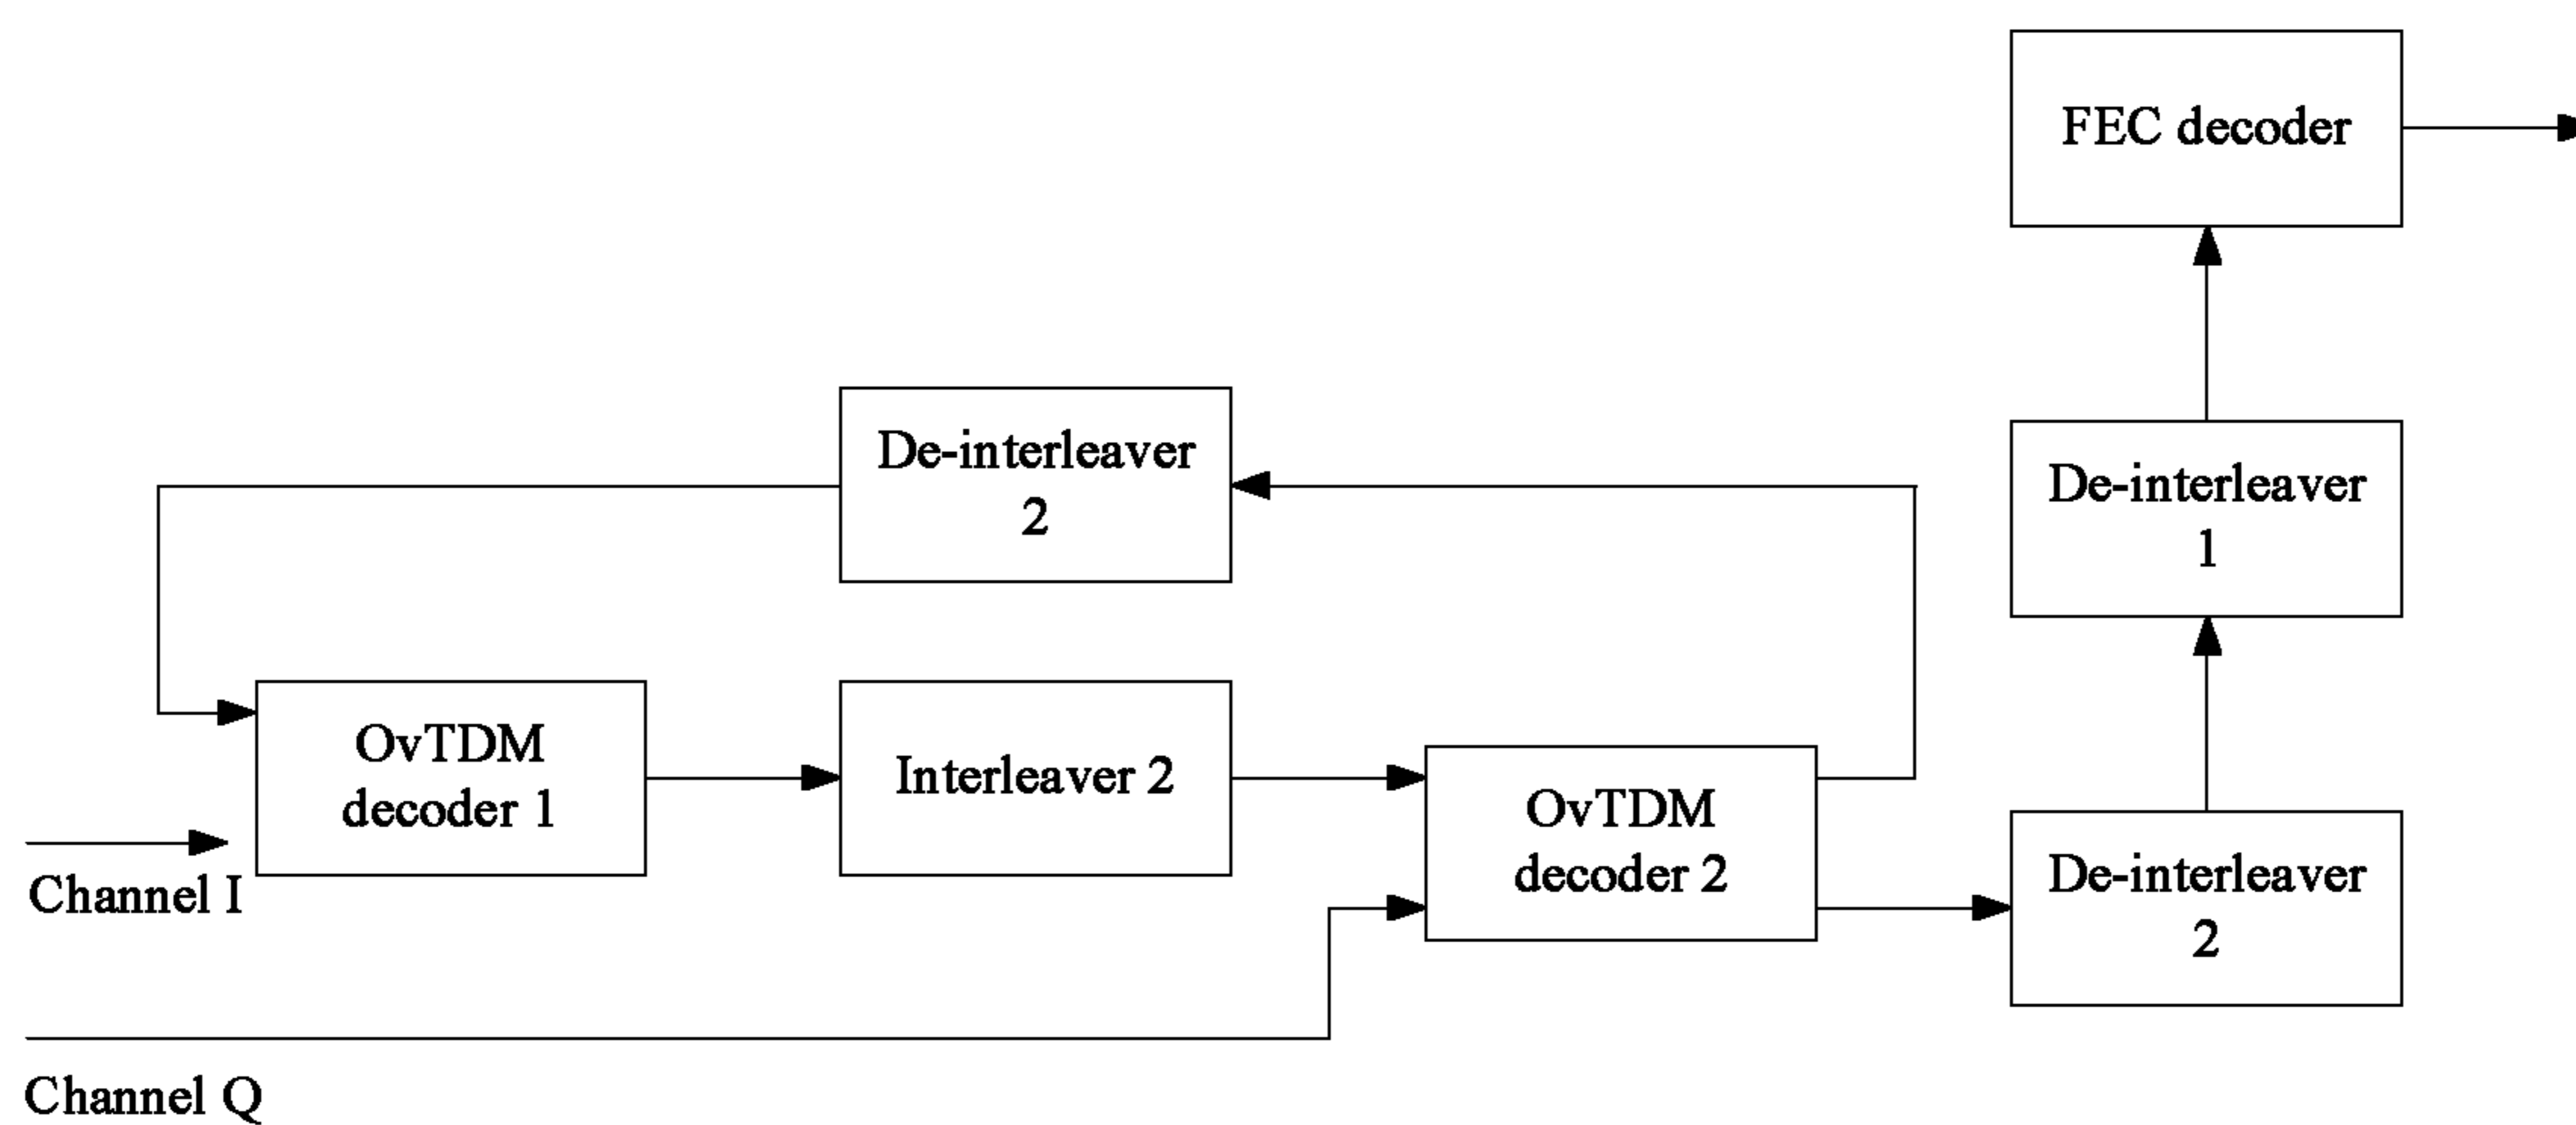 FEC decoder
De-interleaver
2
De-interleaver
1
OvTDM
decoder 1
Interleaver 2
OvTDM
decoder 2
De-interleaver
2
Channel I
Channel Q